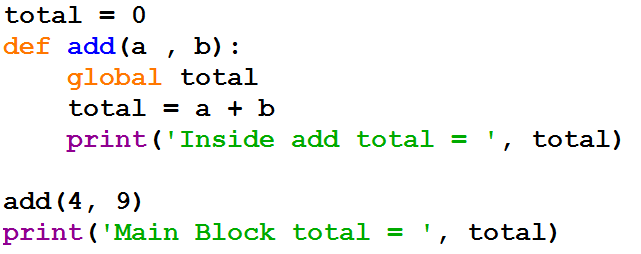 total = 0
def add(a , b):
    global total
    total = a + b
    print('Inside add total = ', total)

add(4, 9)
print('Main Block total = ', total)